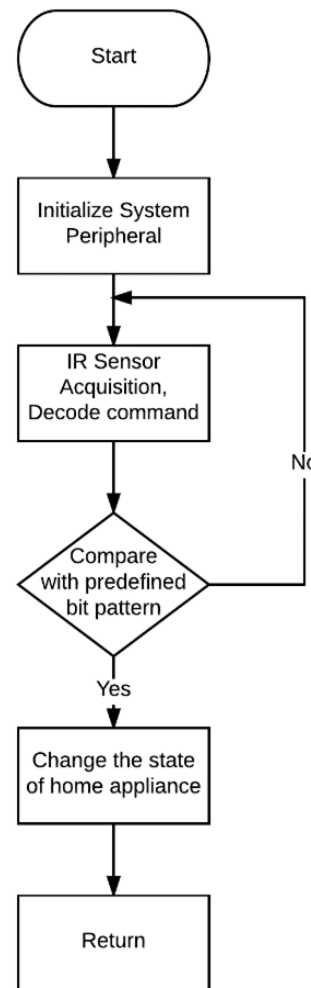 Start
Initialize System
Peripheral
IR Sensor
Acquisition,
Decode command
No
Compare
with predefined
bit pattern
Yes
Change the state
of home appliance
Return